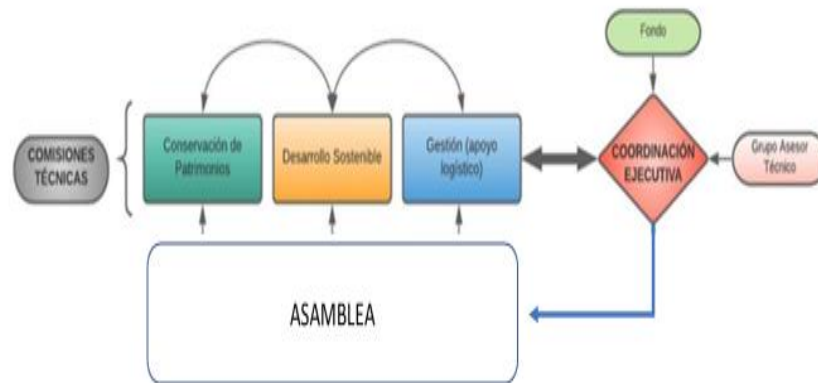 Fondo
COMISIONES
TÉCNICAS
Conservación de
Patrimonios
Desarrollo Sostenible
Gestión (apoyo
logístico)
COORDINACIÓN
EJECUTIVA
Grupo Asesor
Técnico
ASAMBLEA